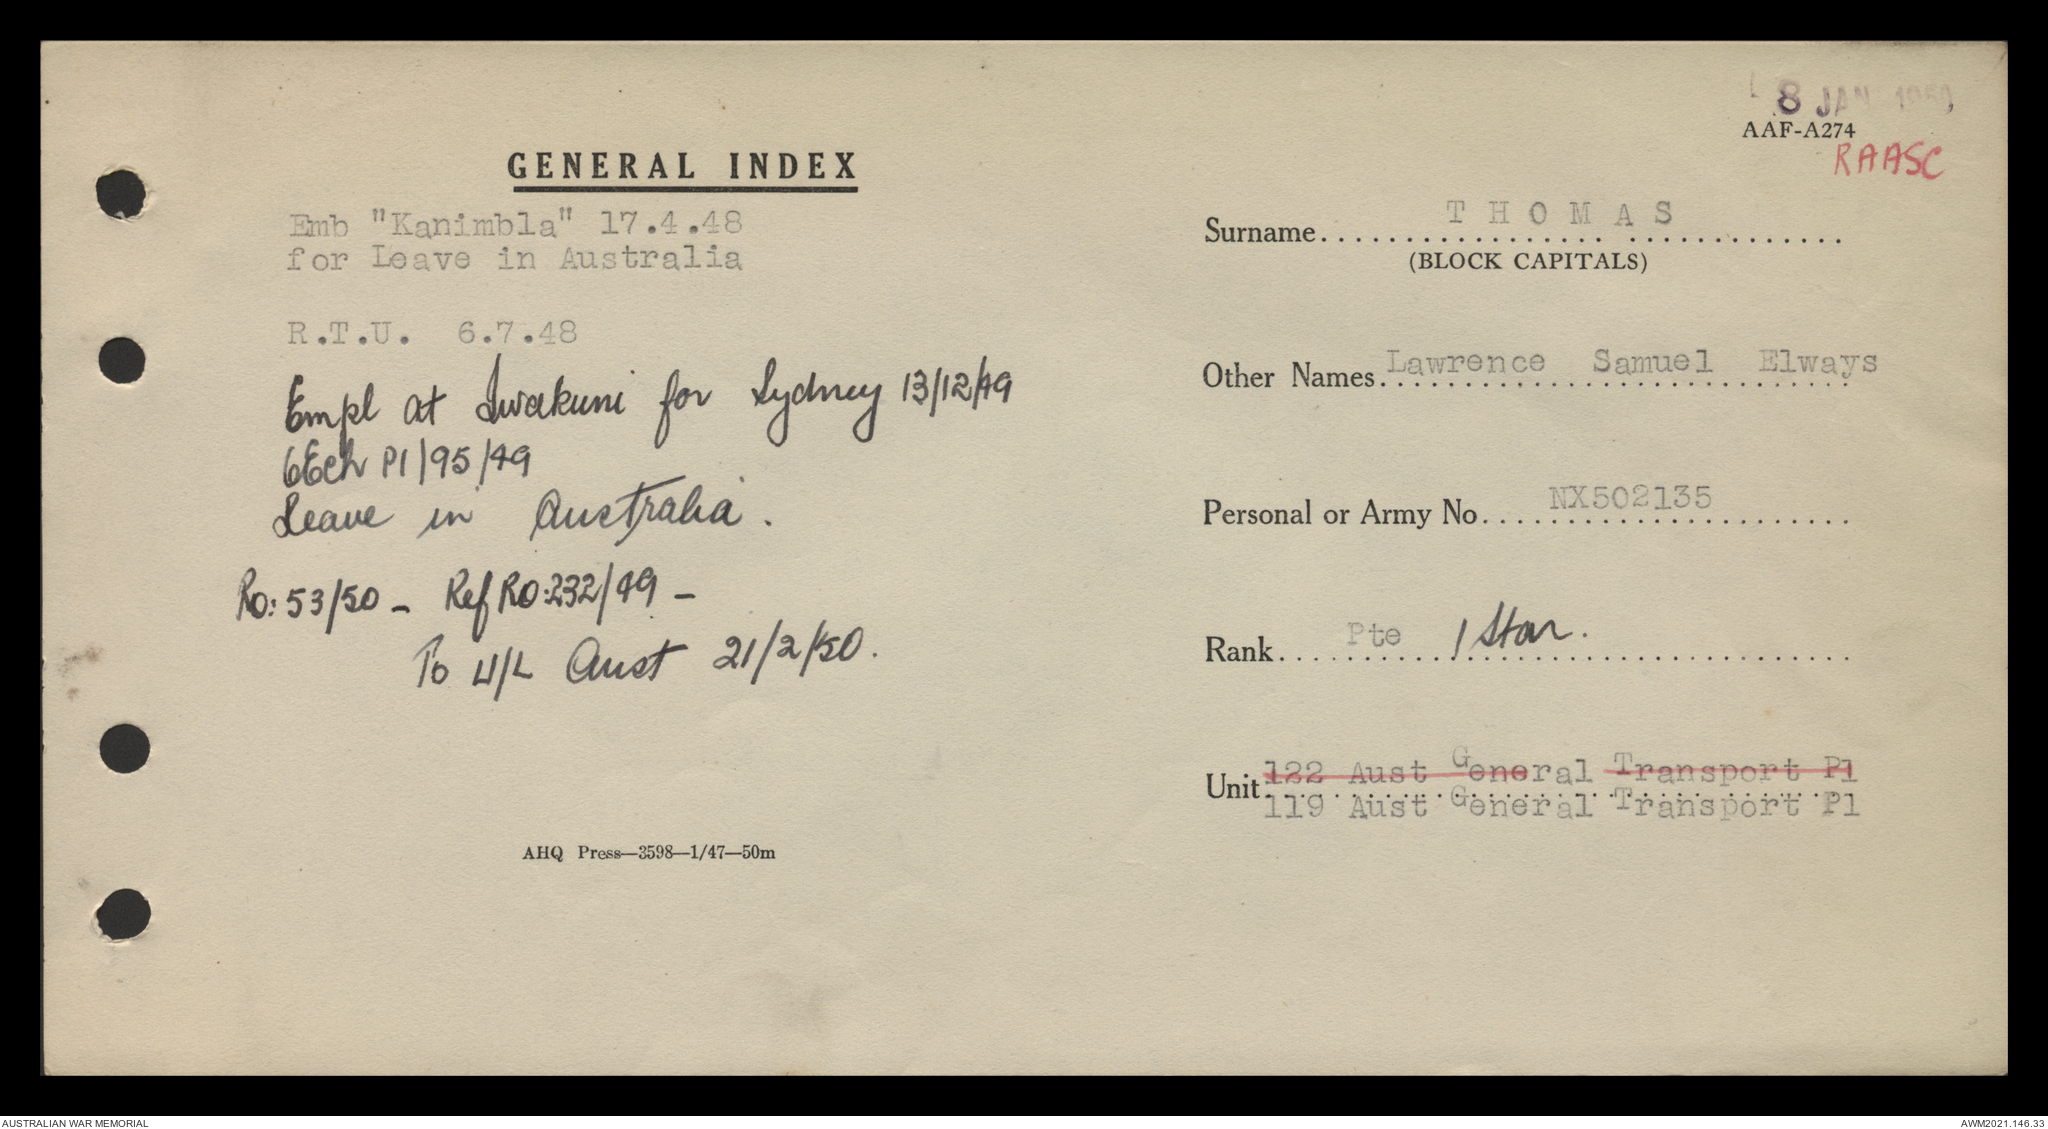 8 JAN 1950
AAF-A274
RAASC
GENERAL INDEX
Emb "Kanimbla" 17.4.48
for Leave in Australia
R.T.U. 6.7.48
Empl at Iwakuni for Sydney 13/12/49
6Ech P1/95/49
Leave in Australia.
RO: 53/50 - Ref RO:232/49 -
To U/L Aust 21/2/50.
AHQ Press—3598—1/47—50m
Surname THOMAS
(BLOCK CAPITALS)
Other Names Lawrence Samuel Elways
Personal or Army No NX502135
Rank Pte 1 Star.
Unit 122 Aust General Transport Pl
119 Aust General Transport Pl
AUSTRALIAN WAR MEMORIAL
AWM2021.146.33